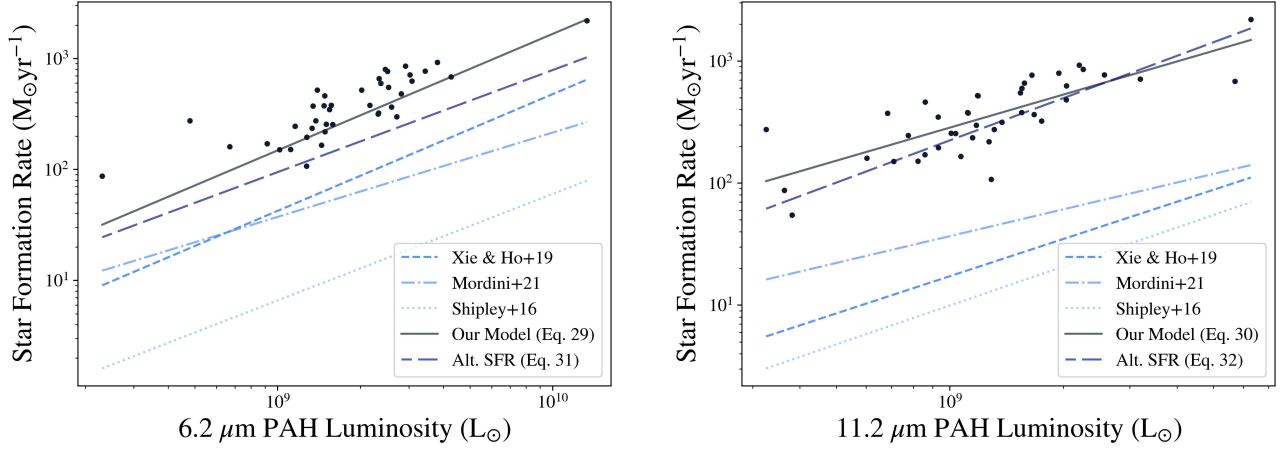 Star Formation Rate (M⊙yr⁻¹)
10³
10²
10¹
Xie & Ho+19
Mordini+21
Shipley+16
Our Model (Eq. 29)
Alt. SFR (Eq. 31)
10⁹
10¹⁰
6.2 μm PAH Luminosity (L⊙)
Star Formation Rate (M⊙yr⁻¹)
10³
10²
10¹
Xie & Ho+19
Mordini+21
Shipley+16
Our Model (Eq. 30)
Alt. SFR (Eq. 32)
10⁹
11.2 μm PAH Luminosity (L⊙)